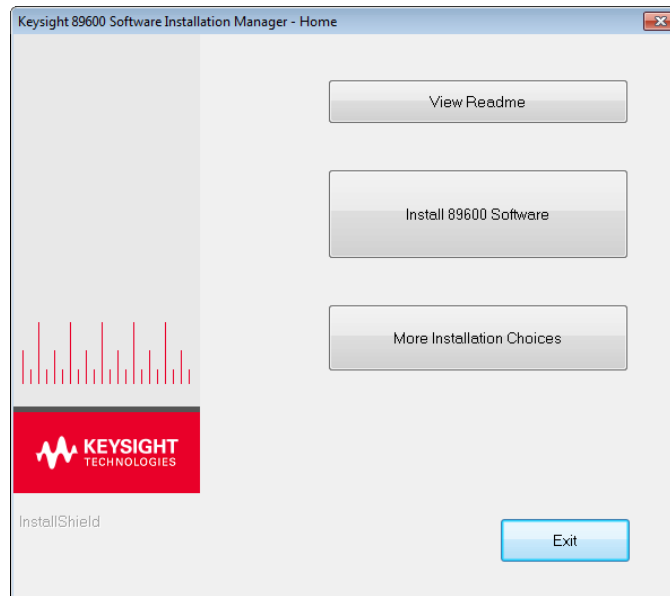 Keysight 89600 Software Installation Manager - Home
View Readme
Install 89600 Software
More Installation Choices
KEYSIGHT
TECHNOLOGIES
InstallShield
Exit